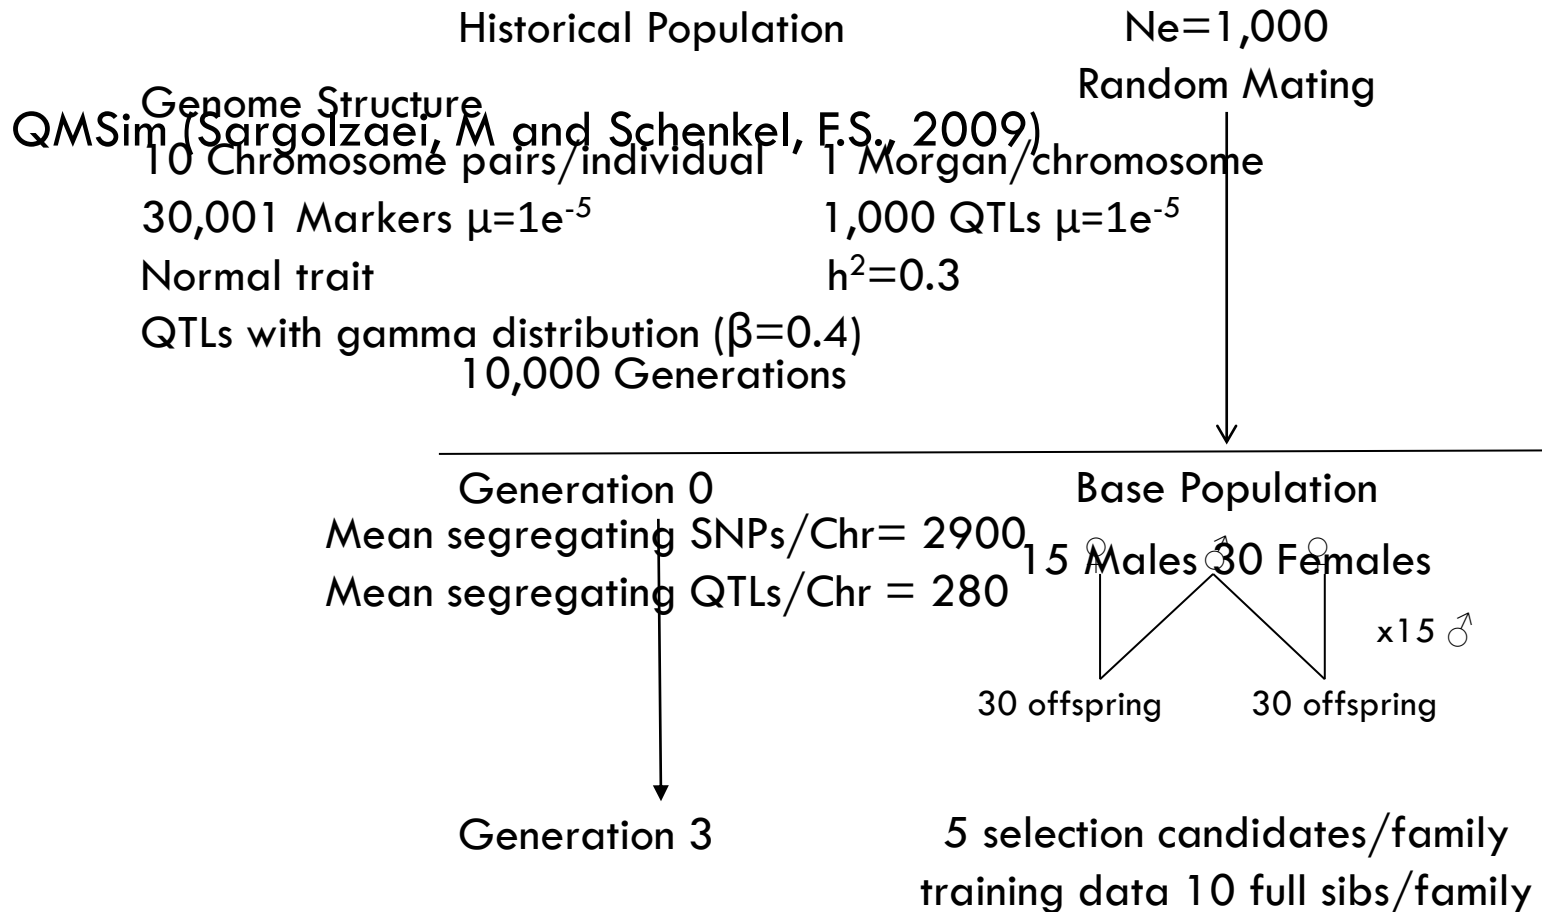 Historical Population
Ne=1,000
Random Mating
Genome Structure
QMSim (Sargolzaei, M and Schenkel, F.S., 2009)
10 Chromosome pairs/individual
1 Morgan/chromosome
30,001 Markers μ=1e⁻⁵
1,000 QTLs μ=1e⁻⁵
Normal trait
h²=0.3
QTLs with gamma distribution (β=0.4)
10,000 Generations
Generation 0
Base Population
Mean segregating SNPs/Chr= 2900
15 Males 30 Females
♀ ♂ ♀
Mean segregating QTLs/Chr = 280
x15 ♂
30 offspring
30 offspring
Generation 3
5 selection candidates/family
training data 10 full sibs/family